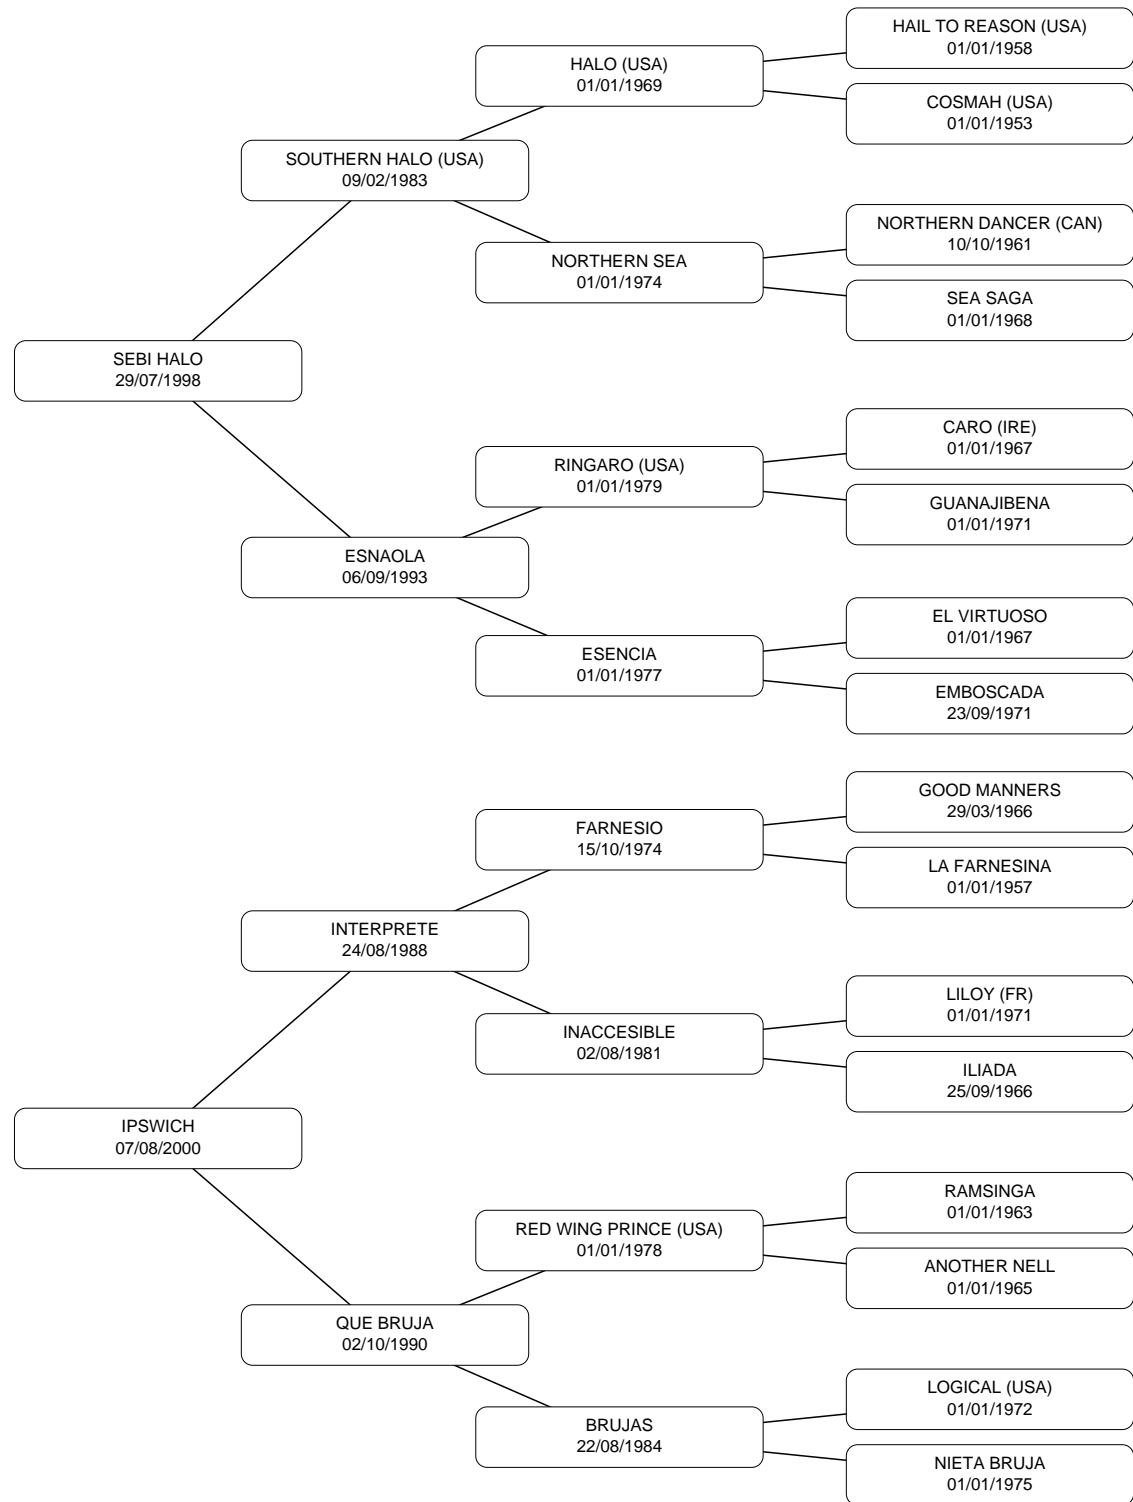 HAIL TO REASON (USA)
01/01/1958
HALO (USA)
01/01/1969
COSMAH (USA)
01/01/1953
SOUTHERN HALO (USA)
09/02/1983
NORTHERN DANCER (CAN)
10/10/1961
NORTHERN SEA
01/01/1974
SEA SAGA
01/01/1968
SEBI HALO
29/07/1998
CARO (IRE)
01/01/1967
RINGARO (USA)
01/01/1979
GUANAJIBENA
01/01/1971
ESNAOLA
06/09/1993
EL VIRTUOSO
01/01/1967
ESENCIA
01/01/1977
EMBOSCADA
23/09/1971
GOOD MANNERS
29/03/1966
FARNESIO
15/10/1974
LA FARNESINA
01/01/1957
INTERPRETE
24/08/1988
LILOY (FR)
01/01/1971
INACCESIBLE
02/08/1981
ILIADA
25/09/1966
IPSWICH
07/08/2000
RAMSINGA
01/01/1963
RED WING PRINCE (USA)
01/01/1978
ANOTHER NELL
01/01/1965
QUE BRUJA
02/10/1990
LOGICAL (USA)
01/01/1972
BRUJAS
22/08/1984
NIETA BRUJA
01/01/1975